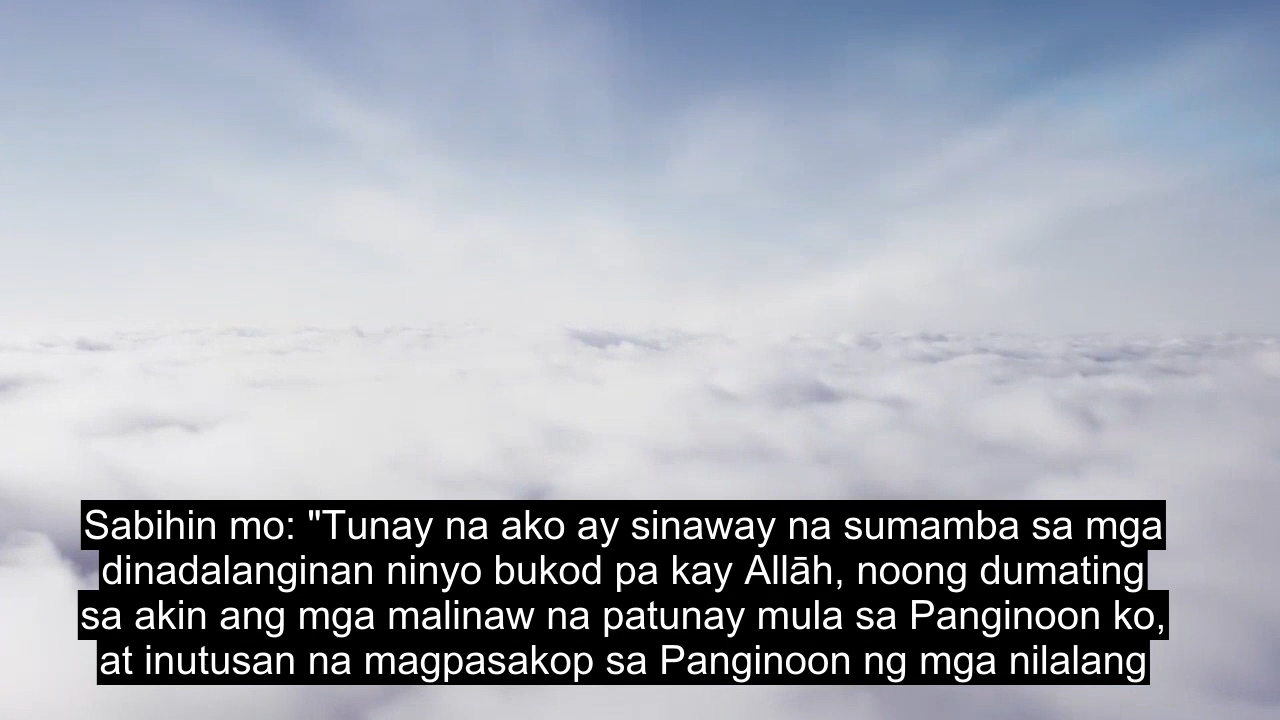 Sabihin mo: "Tunay na ako ay sinaway na sumamba sa mga
dinadalanginan ninyo bukod pa kay Allāh, noong dumating
sa akin ang mga malinaw na patunay mula sa Panginoon ko,
at inutusan na magpasakop sa Panginoon ng mga nilalang